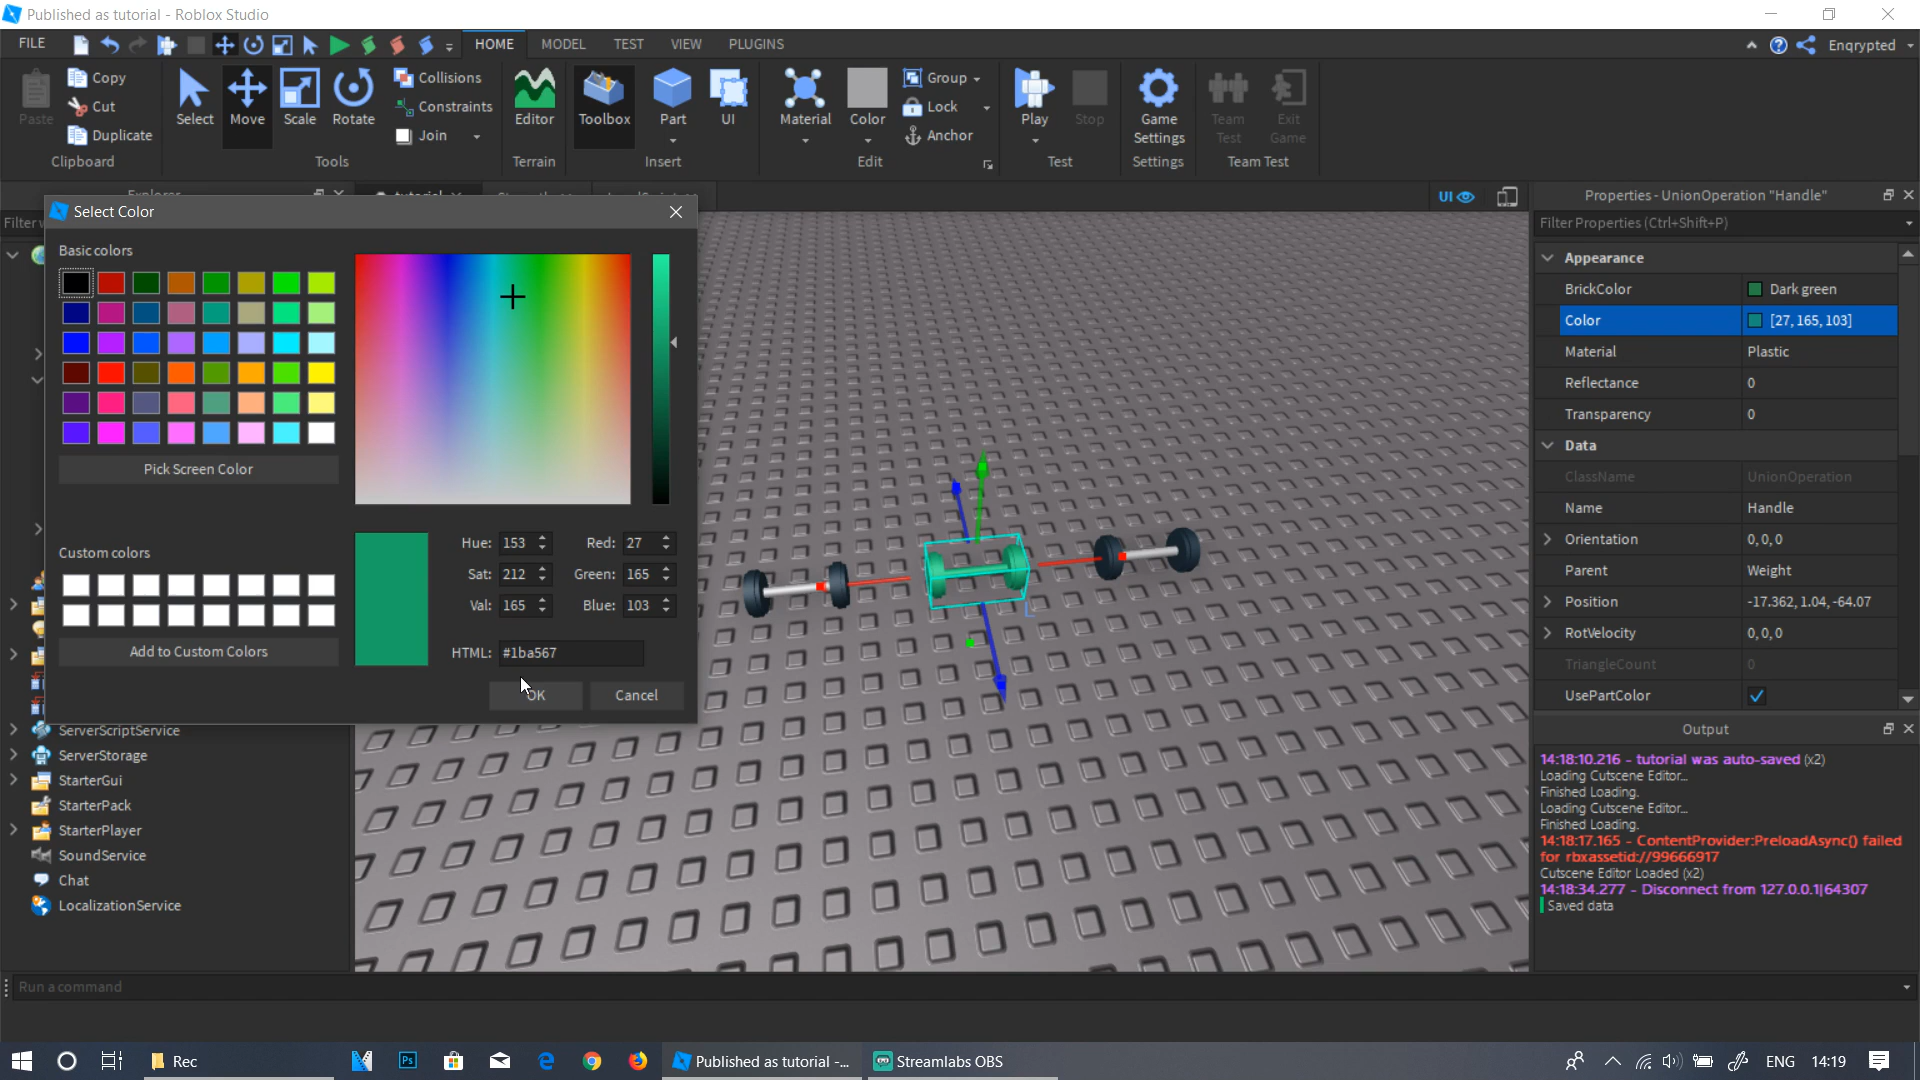 Published as tutorial - Roblox Studio
FILE
HOME
MODEL
TEST
VIEW
PLUGINS
Enqrypted
Paste
Copy
Cut
Duplicate
Clipboard
Select
Move
Scale
Rotate
Collisions
Constraints
Join
Tools
Editor
Terrain
Toolbox
Part
UI
Insert
Material
Color
Group
Lock
Anchor
Edit
Play
Stop
Test
Game
Settings
Settings
Team
Test
Exit
Game
Team Test
Explorer
tutorial
UI
Properties - UnionOperation "Handle"
Filter Properties (Ctrl+Shift+P)
Select Color
Basic colors
Pick Screen Color
Custom colors
Add to Custom Colors
Hue: 153
Sat: 212
Val: 165
Red: 27
Green: 165
Blue: 103
HTML: #1ba567
OK
Cancel
ServerScriptService
ServerStorage
StarterGui
StarterPack
StarterPlayer
SoundService
Chat
LocalizationService
Appearance
BrickColor Dark green
Color [27, 165, 103]
Material Plastic
Reflectance 0
Transparency 0
Data
ClassName UnionOperation
Name Handle
Orientation 0, 0, 0
Parent Weight
Position -17.362, 1.04, -64.07
RotVelocity 0, 0, 0
TriangleCount 0
UsePartColor
Output
14:18:10.216 - tutorial was auto-saved (x2)
Loading Cutscene Editor...
Finished Loading.
Loading Cutscene Editor...
Finished Loading.
14:18:17.165 - ContentProvider:PreloadAsync() failed
for rbxassetid://99666917
Cutscene Editor Loaded (x2)
14:18:34.277 - Disconnect from 127.0.0.1|64307
Saved data
Run a command
Rec
Ps
Published as tutorial -...
Streamlabs OBS
ENG
14:19